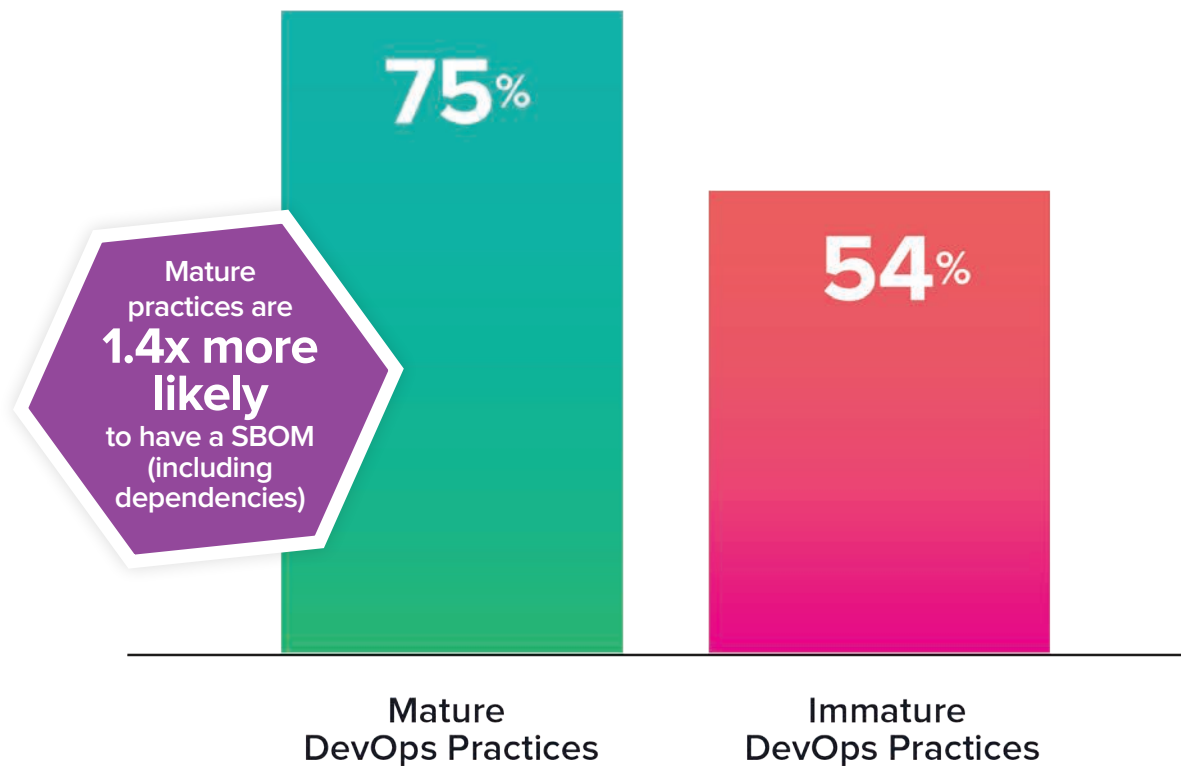 75%
54%
Mature
practices are
1.4x more
likely
to have a SBOM
(including
dependencies)
Mature
DevOps Practices
Immature
DevOps Practices